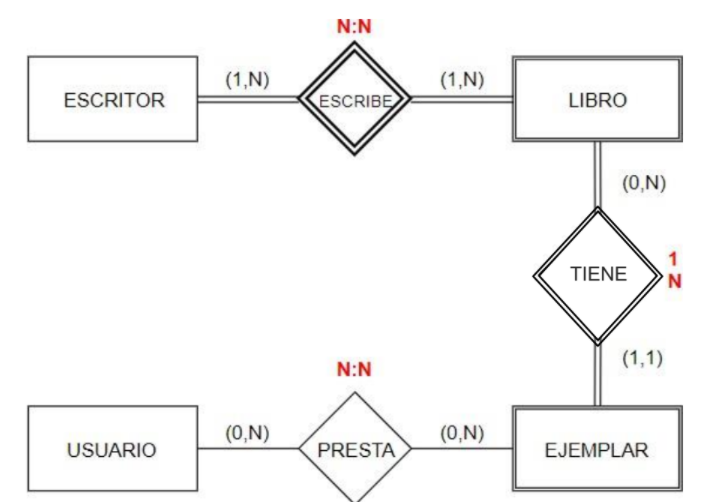 N:N
ESCRITOR
(1,N)
ESCRIBE
(1,N)
LIBRO
(0,N)
TIENE
1
N
(1,1)
N:N
USUARIO
(0,N)
PRESTA
(0,N)
EJEMPLAR